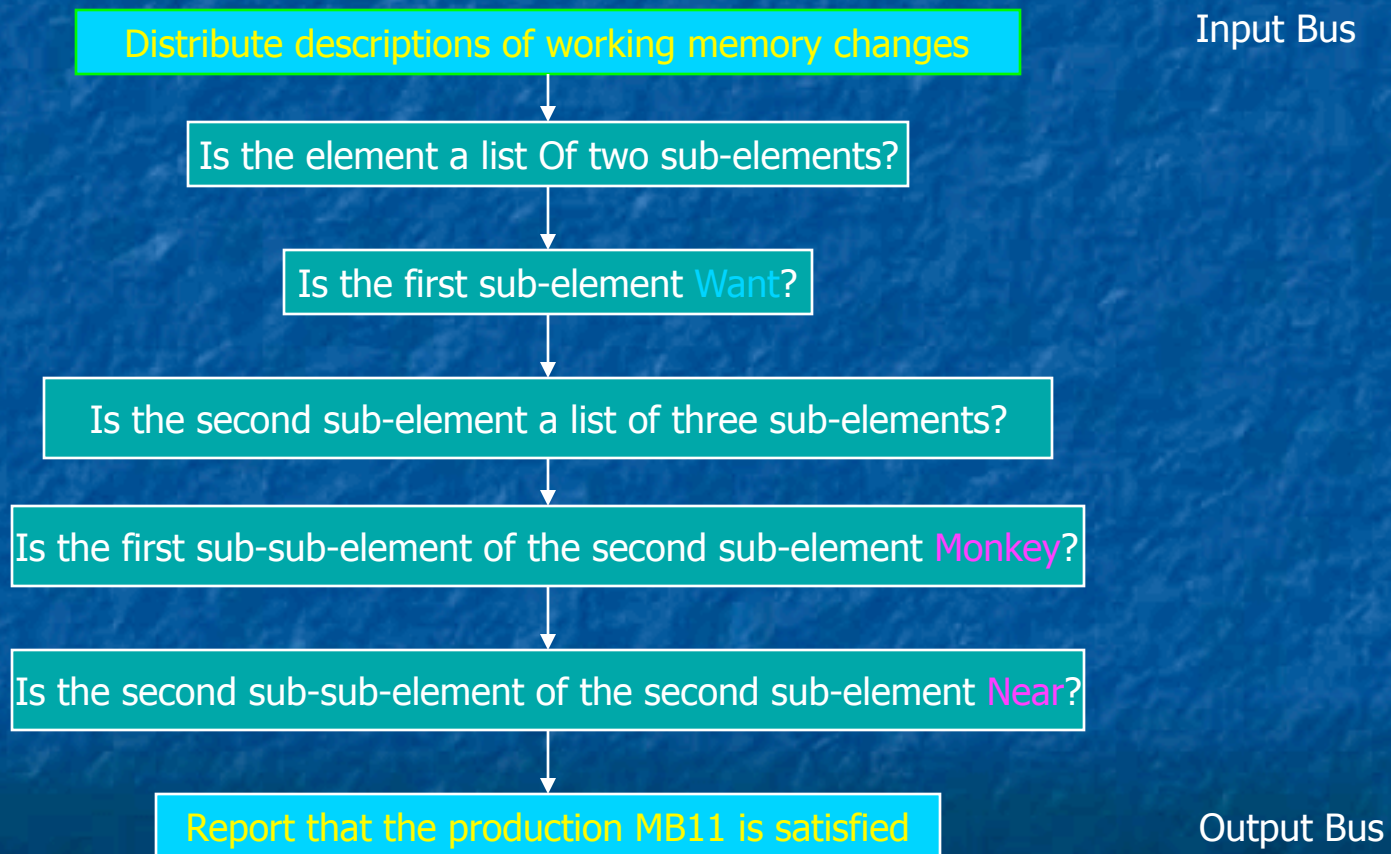 Distribute descriptions of working memory changes
Input Bus
Is the element a list Of two sub-elements?
Is the first sub-element Want?
Is the second sub-element a list of three sub-elements?
Is the first sub-sub-element of the second sub-element Monkey?
Is the second sub-sub-element of the second sub-element Near?
Report that the production MB11 is satisfied
Output Bus